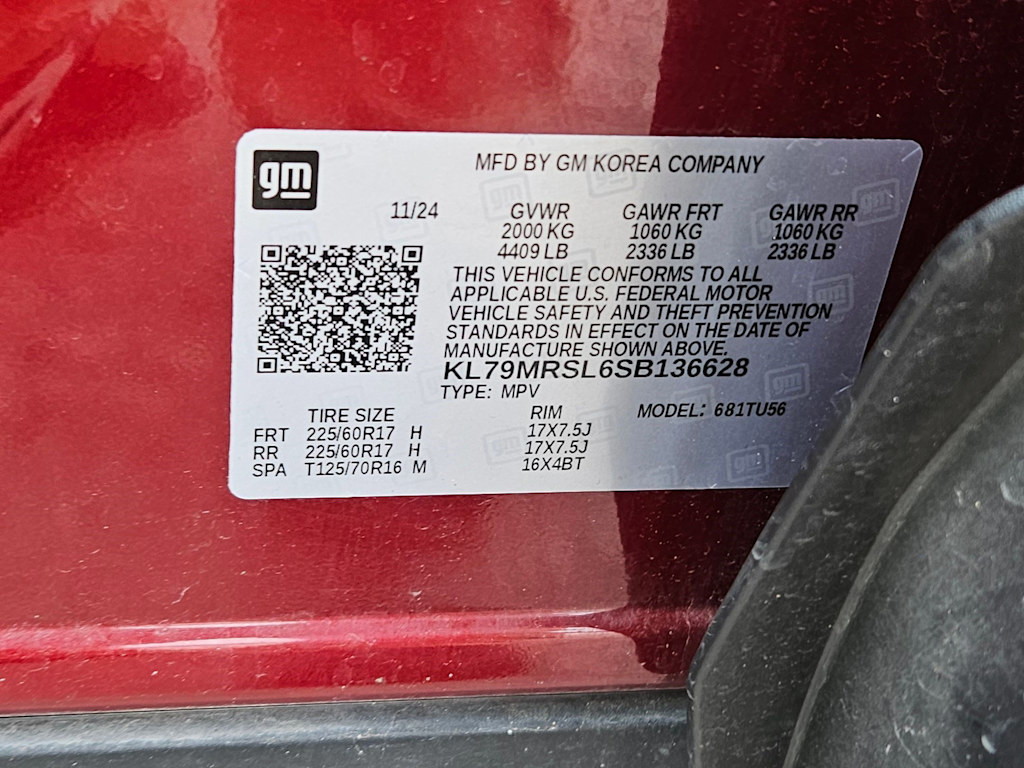 gm
MFD BY GM KOREA COMPANY
11/24 GVWR GAWR FRT GAWR RR
2000 KG 1060 KG 1060 KG
4409 LB 2336 LB 2336 LB
THIS VEHICLE CONFORMS TO ALL
APPLICABLE U.S. FEDERAL MOTOR
VEHICLE SAFETY AND THEFT PREVENTION
STANDARDS IN EFFECT ON THE DATE OF
MANUFACTURE SHOWN ABOVE.
KL79MRSL6SB136628
TYPE: MPV
TIRE SIZE RIM MODEL: 681TU56
FRT 225/60R17 H 17X7.5J
RR 225/60R17 H 17X7.5J
SPA T125/70R16 M 16X4BT